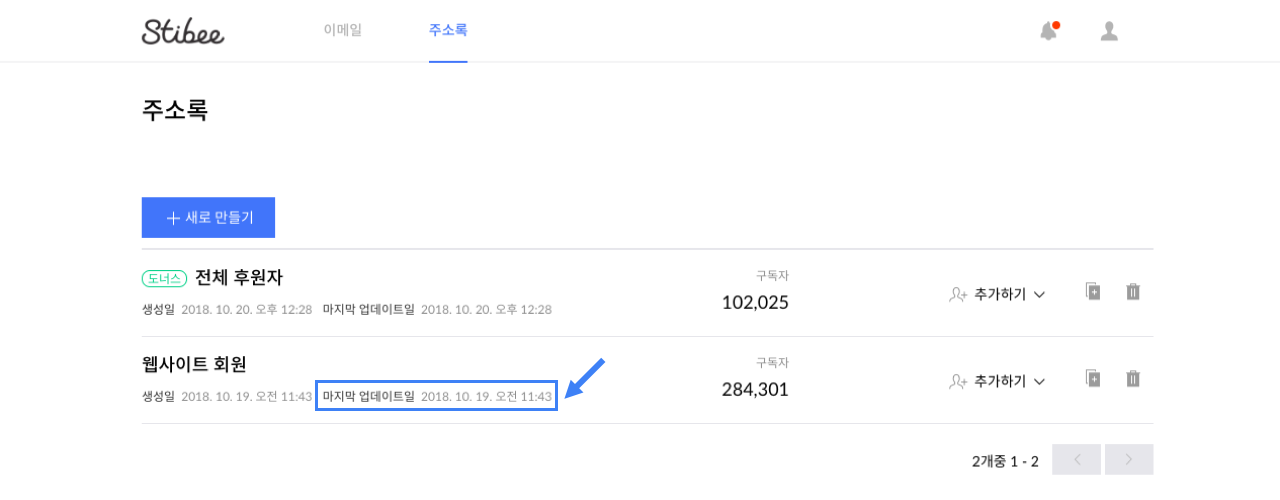 Stibee 이메일 주소록
주소록
새로 만들기
도너스 전체 후원자
생성일 2018. 10. 20. 오후 12:28 마지막 업데이트일 2018. 10. 20. 오후 12:28
구독자
102,025
추가하기
웹사이트 회원
생성일 2018. 10. 19. 오전 11:43 마지막 업데이트일 2018. 10. 19. 오전 11:43
구독자
284,301
추가하기
2개중 1 - 2